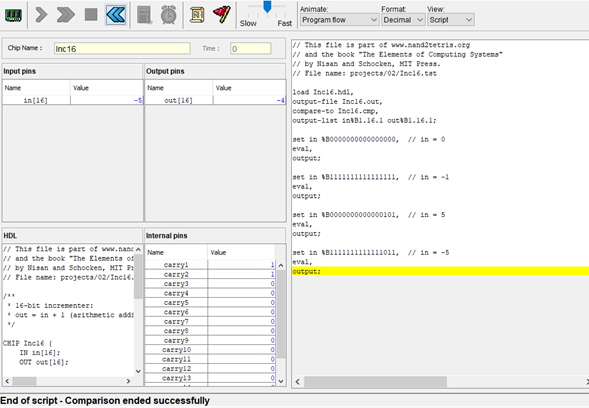 Animate:
Format:
View:
Program flow
Decimal
Script
Slow
Fast
Chip Name :
Inc16
Time :
0
Input pins
Output pins
Name
Value
Name
Value
in[16]
-5
out[16]
-4
HDL
// This file is part of www.nand
// and the book "The Elements of
// by Nisan and Schocken, MIT Pre.
// File name: projects/02/Inc16.
/**
* 16-bit incrementer:
* out = in + 1 (arithmetic addi
*/
CHIP Inc16 {
IN in[16];
OUT out[16];
Internal pins
Name
Value
carry1
1
carry2
1
carry3
0
carry4
0
carry5
0
carry6
0
carry7
0
carry8
0
carry9
0
carry10
0
carry11
0
carry12
0
carry13
0
// This file is part of www.nand2tetris.org
// and the book "The Elements of Computing Systems"
// by Nisan and Schocken, MIT Press.
// File name: projects/02/Inc16.tst
load Inc16.hdl,
output-file Inc16.out,
compare-to Inc16.cmp,
output-list in%B1.16.1 out%B1.16.1;
set in %B0000000000000000, // in = 0
eval,
output;
set in %B1111111111111111, // in = -1
eval,
output;
set in %B0000000000000101, // in = 5
eval,
output;
set in %B1111111111111011, // in = -5
eval,
output;
End of script - Comparison ended successfully